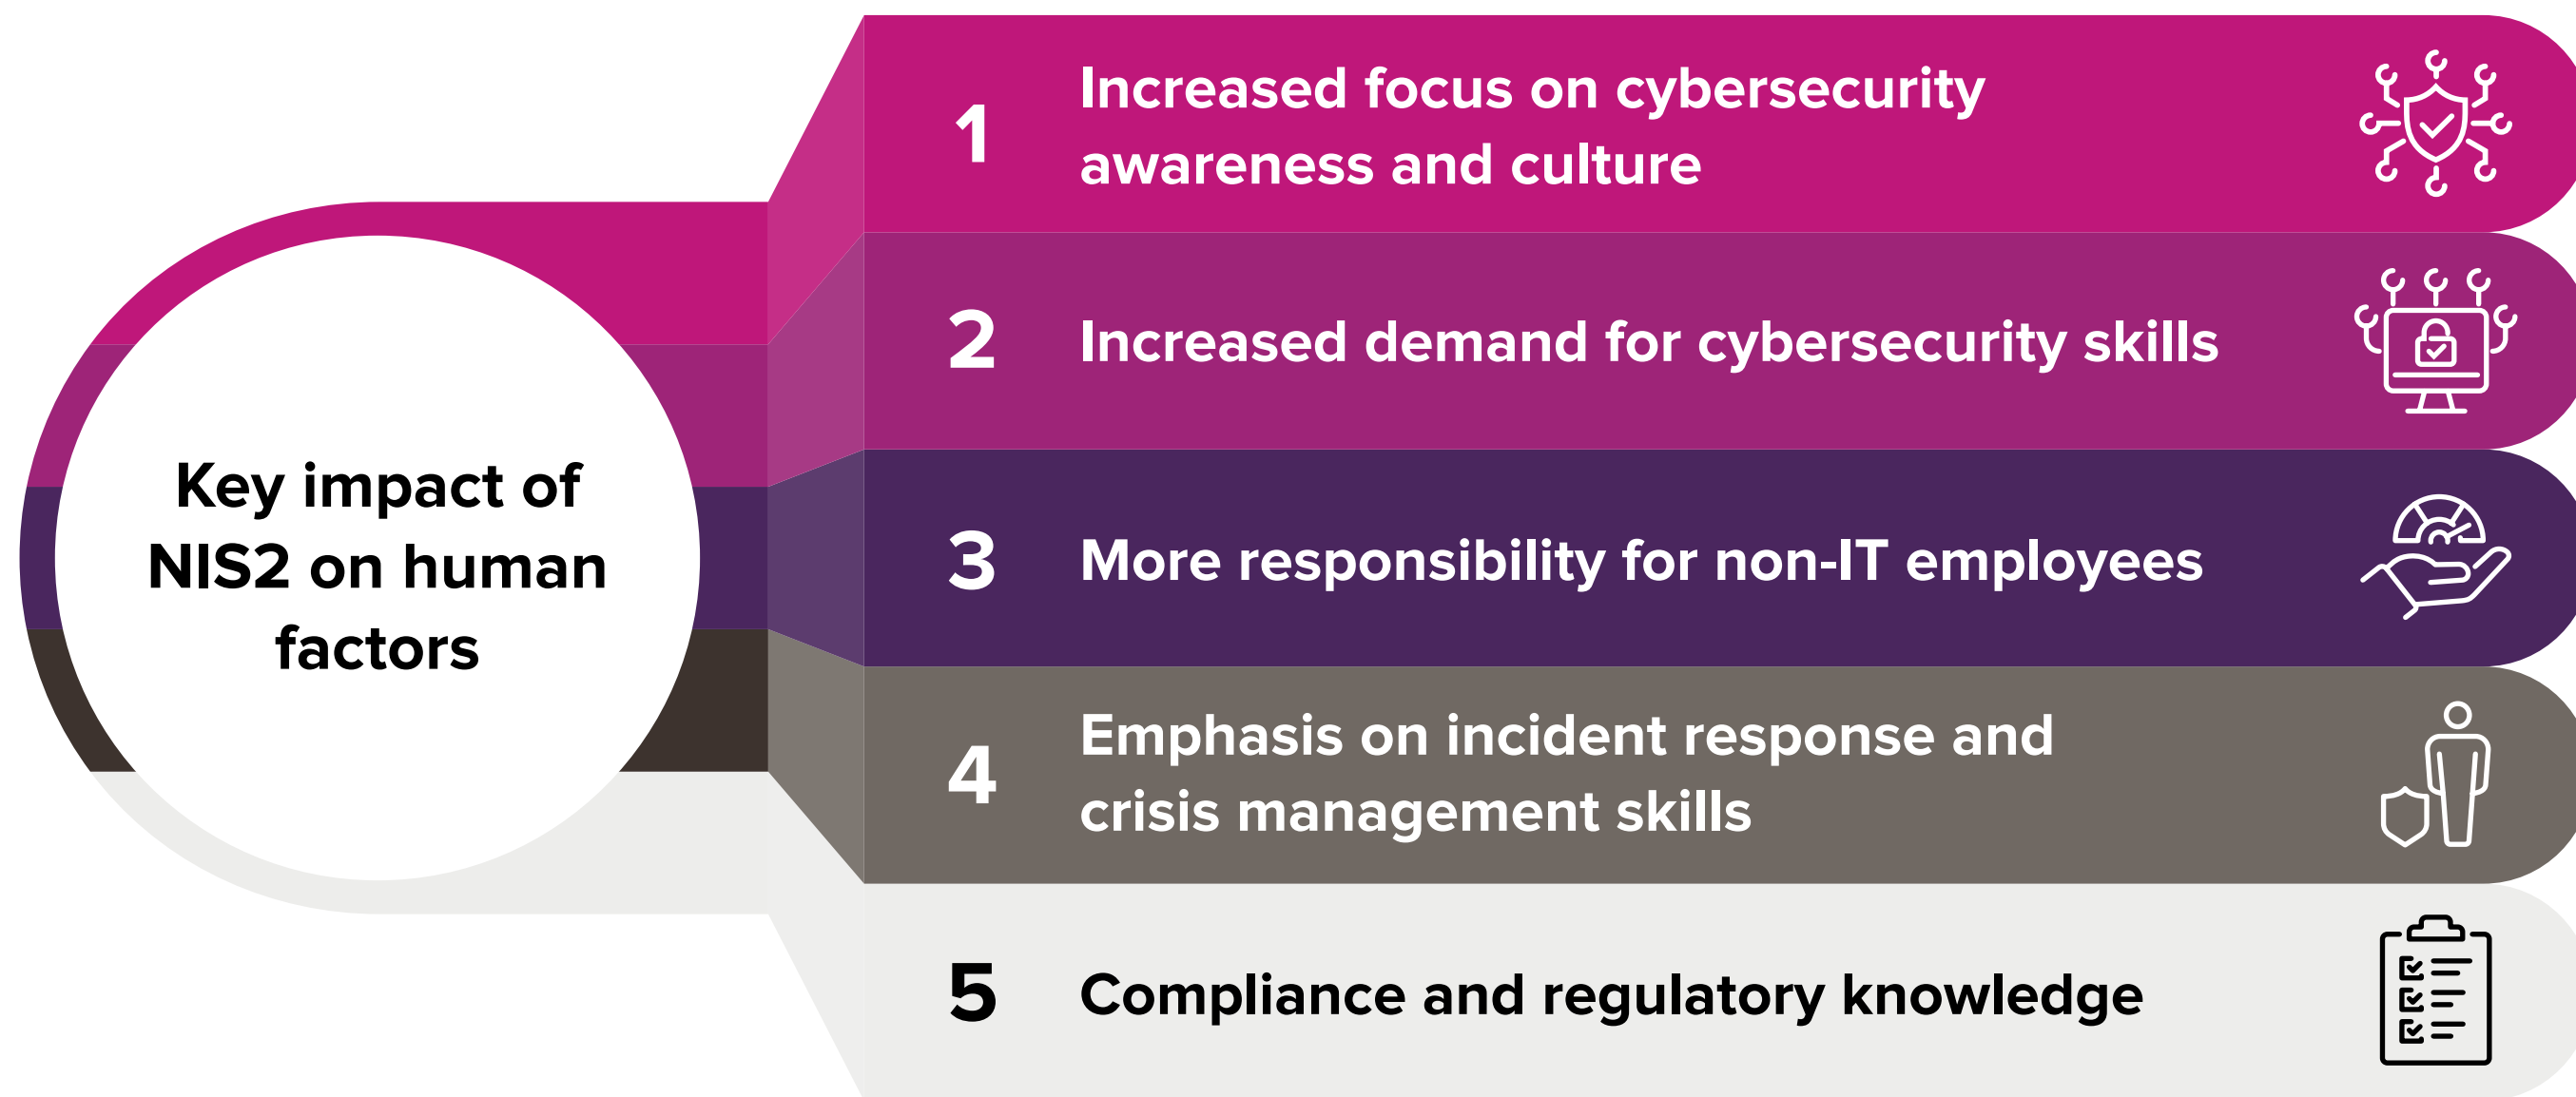 Key impact of
NIS2 on human
factors
1
Increased focus on cybersecurity
awareness and culture
2
Increased demand for cybersecurity skills
3
More responsibility for non-IT employees
4
Emphasis on incident response and
crisis management skills
5
Compliance and regulatory knowledge